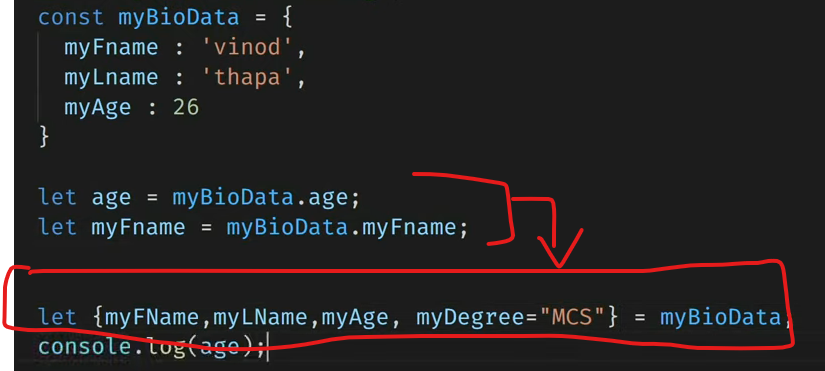 const myBioData = {
myFname : 'vinod',
myLname : 'thapa',
myAge : 26
}
let age = myBioData.age;
let myFname = myBioData.myFname;
let {myFName,myLName,myAge, myDegree="MCS"} = myBioData;
console.log(age);